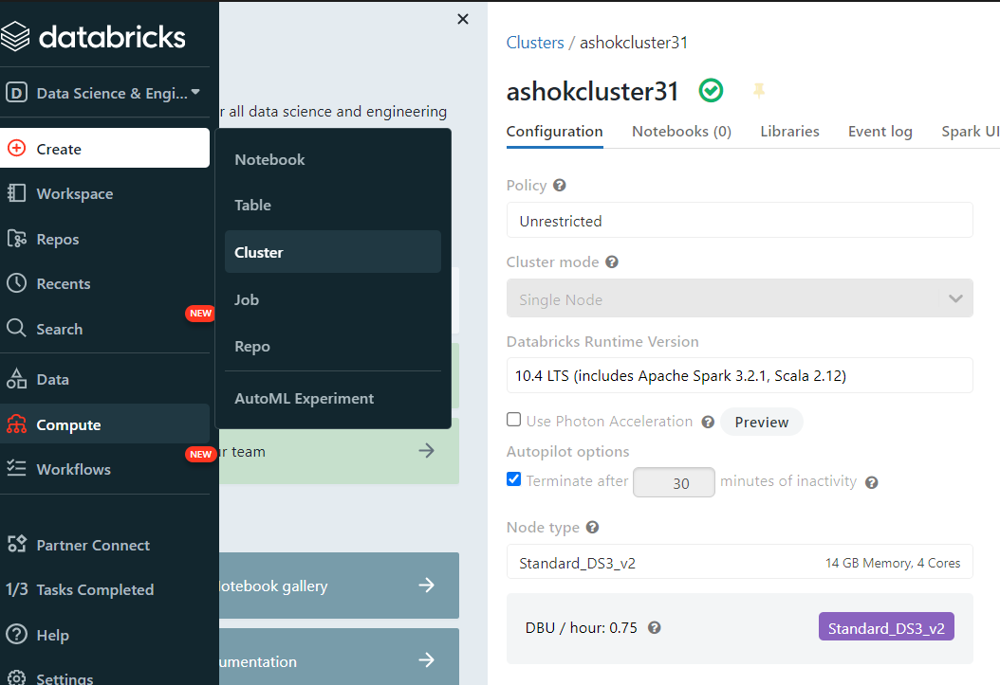 databricks
D Data Science & Engi...
Create
Workspace
Repos
Recents
NEW
Search
Data
Compute
NEW
Workflows
Partner Connect
1/3 Tasks Completed
Help
Settings
r all data science and engineering
Notebook
Table
Cluster
Job
Repo
AutoML Experiment
ur team
Notebook gallery
umentation
Clusters / ashokcluster31
ashokcluster31
Configuration Notebooks (0) Libraries Event log Spark UI
Policy ?
Unrestricted
Cluster mode ?
Single Node
Databricks Runtime Version
10.4 LTS (includes Apache Spark 3.2.1, Scala 2.12)
Use Photon Acceleration ? Preview
Autopilot options
Terminate after 30 minutes of inactivity ?
Node type ?
Standard_DS3_v2 14 GB Memory, 4 Cores
DBU / hour: 0.75 ? Standard_DS3_v2